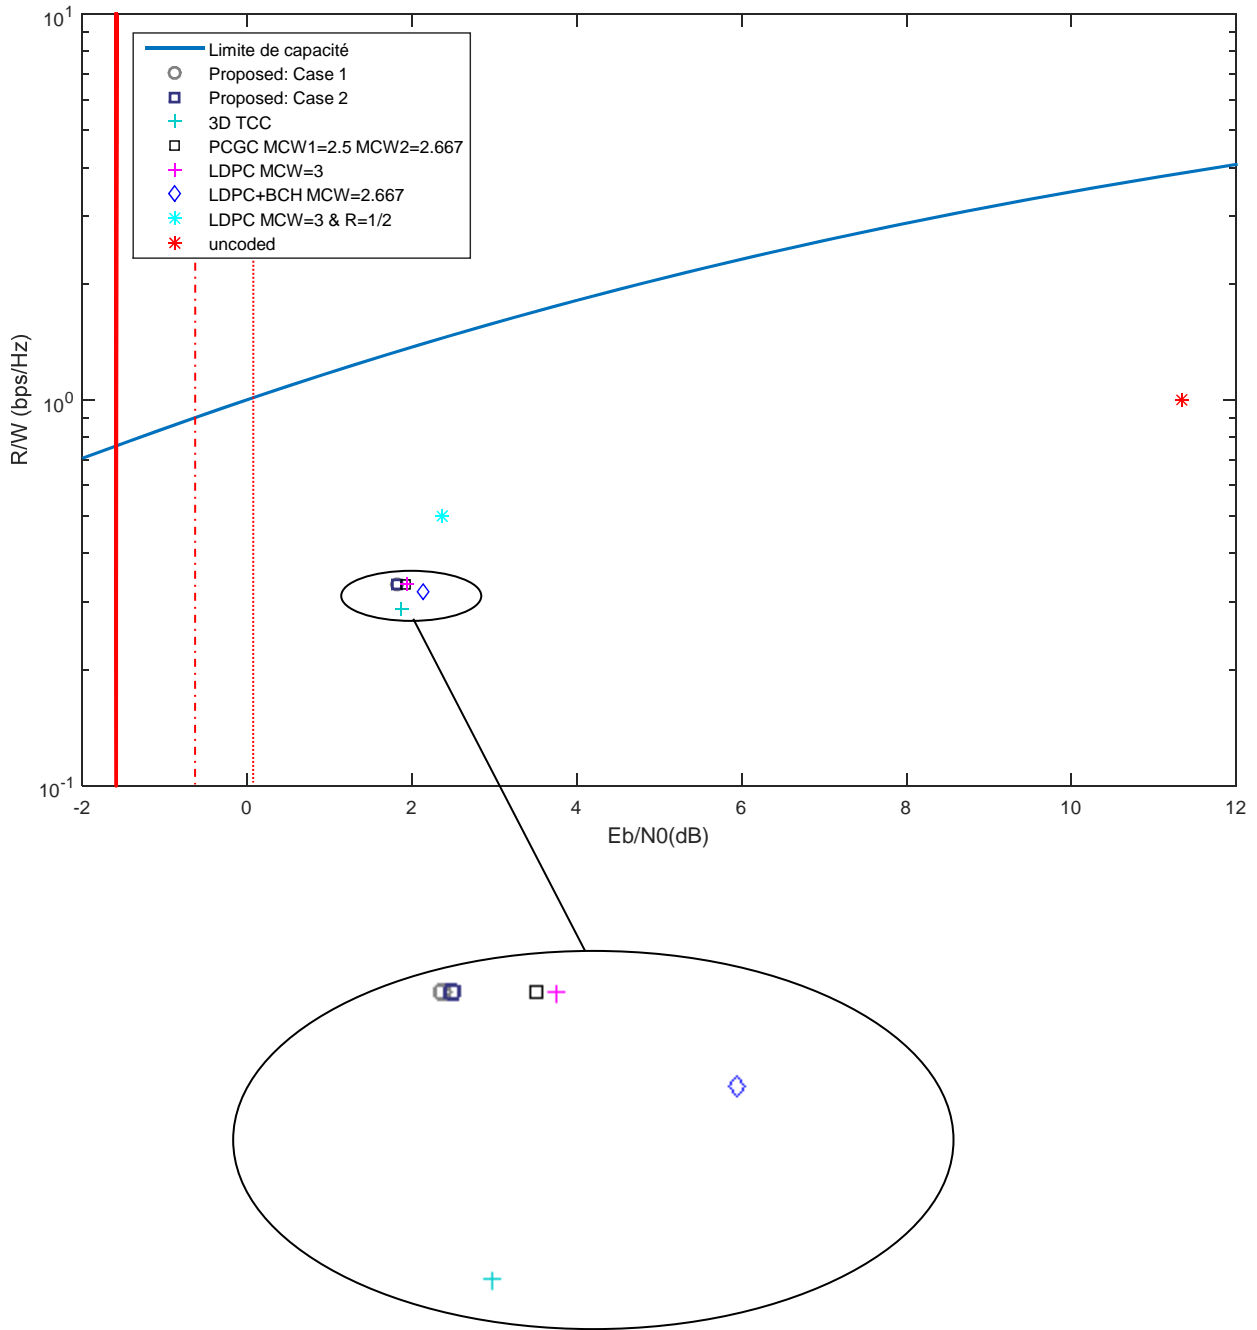 10^1
Limite de capacité
Proposed: Case 1
Proposed: Case 2
3D TCC
PCGC MCW1=2.5 MCW2=2.667
LDPC MCW=3
LDPC+BCH MCW=2.667
LDPC MCW=3 & R=1/2
uncoded
R/W (bps/Hz)
10^0
10^-1
-2 0 2 4 6 8 10 12
Eb/N0(dB)